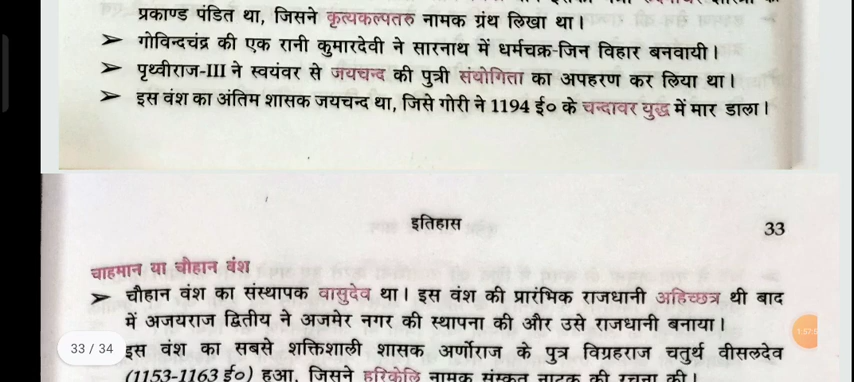 प्रकाण्ड पंडित था, जिसने कृत्यकल्पतरु नामक ग्रंथ लिखा था।
➢ गोविन्दचंद्र की एक रानी कुमारदेवी ने सारनाथ में धर्मचक्र-जिन विहार बनवायी।
➢ पृथ्वीराज-III ने स्वयंवर से जयचन्द की पुत्री संयोगिता का अपहरण कर लिया था।
➢ इस वंश का अंतिम शासक जयचन्द था, जिसे गोरी ने 1194 ई० के चन्दावर युद्ध में मार डाला।
इतिहास 33
चाहमान या चौहान वंश
➢ चौहान वंश का संस्थापक वासुदेव था। इस वंश की प्रारंभिक राजधानी अहिच्छत्र थी बाद
में अजयराज द्वितीय ने अजमेर नगर की स्थापना की और उसे राजधानी बनाया।
33 / 34
इस वंश का सबसे शक्तिशाली शासक अर्णोराज के पुत्र विग्रहराज चतुर्थ वीसलदेव
(1153-1163 ई०) हुआ, जिसने हरिकेलि नामक संस्कृत नाटक की रचना की।